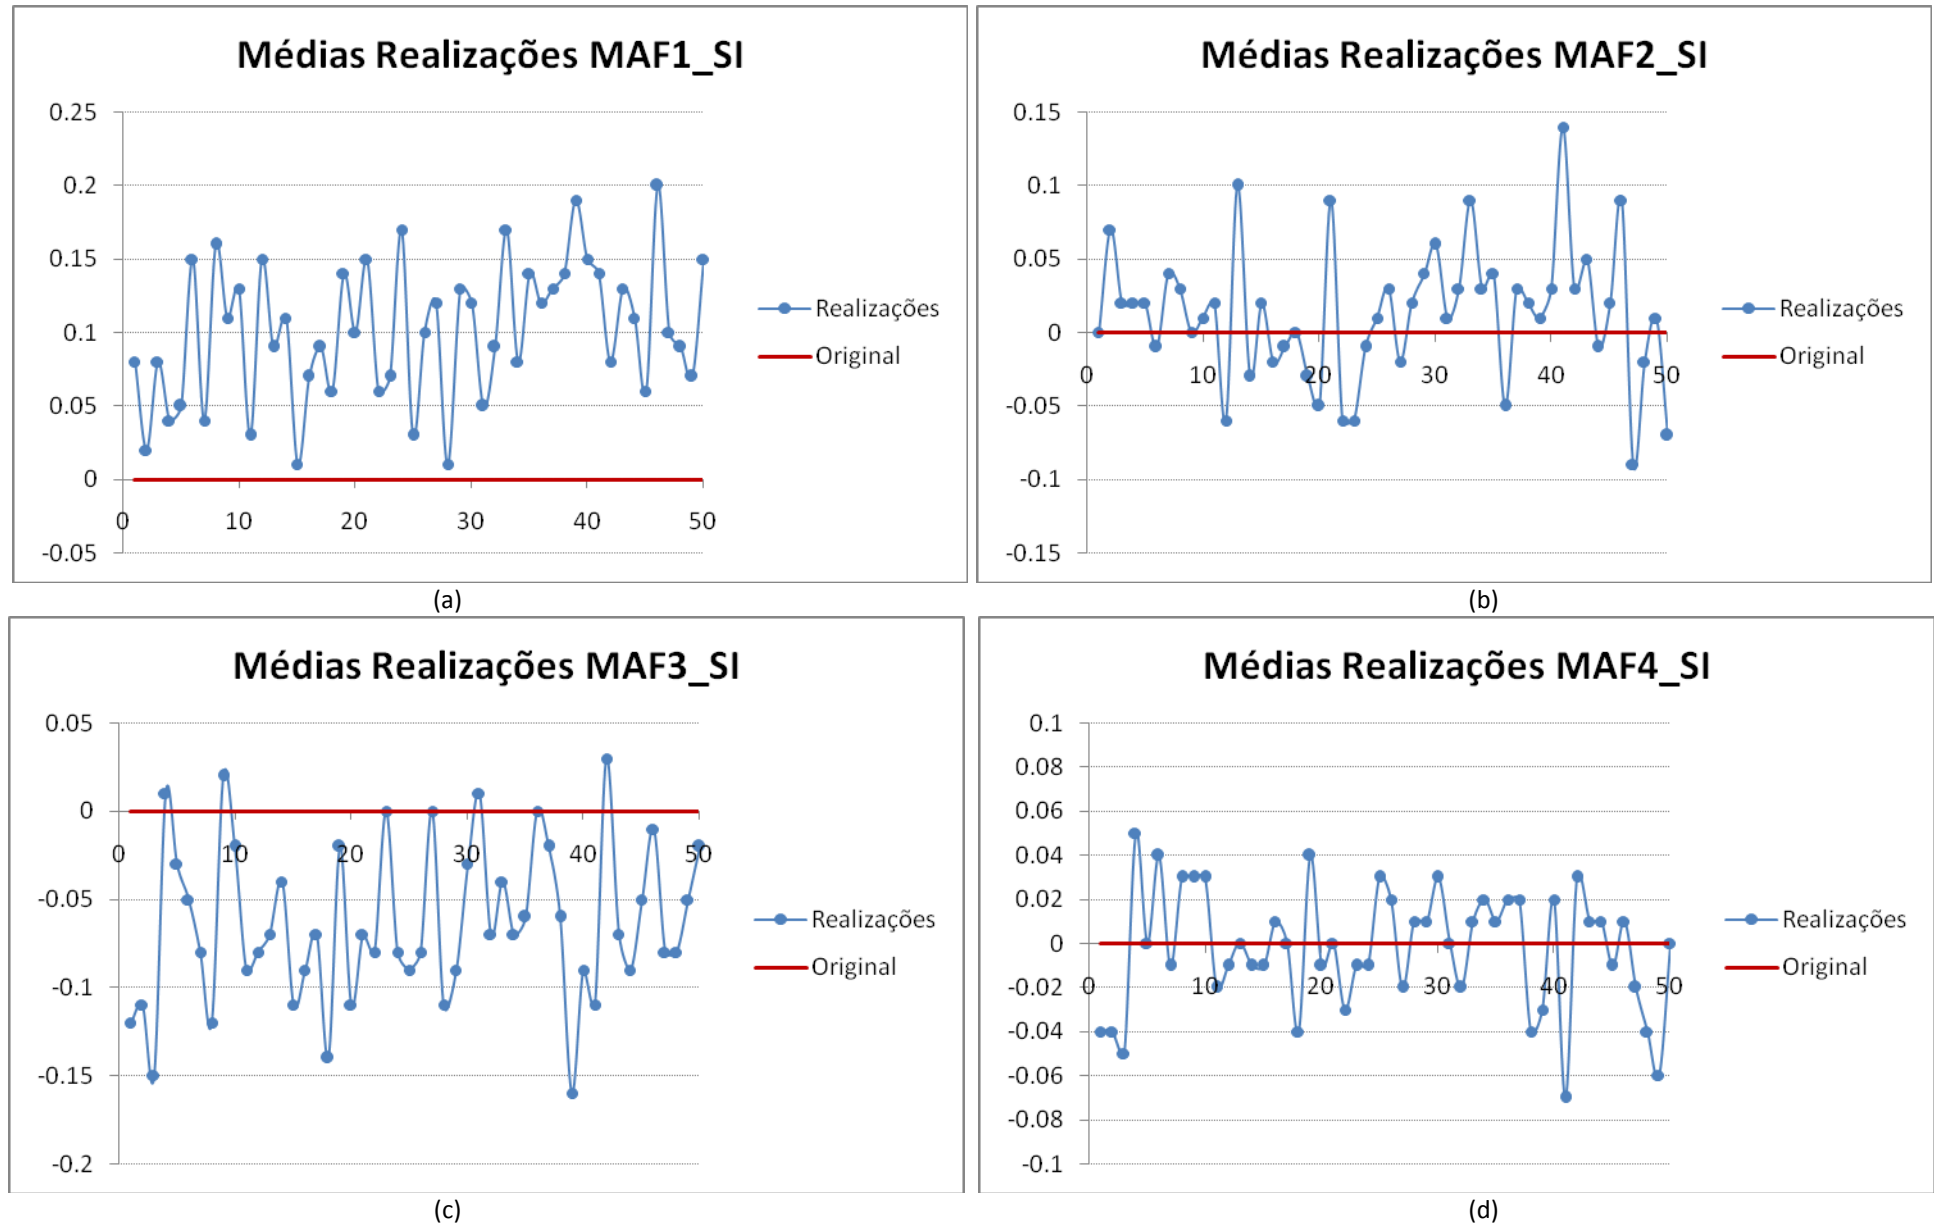 Médias Realizações MAF1_SI
0.25
0.2
0.15
0.1
0.05
0
-0.05
0 10 20 30 40 50
Realizações
Original
(a)
Médias Realizações MAF2_SI
0.15
0.1
0.05
0
-0.05
-0.1
-0.15
0 10 20 30 40 50
Realizações
Original
(b)
Médias Realizações MAF3_SI
0.05
0
-0.05
-0.1
-0.15
-0.2
0 10 20 30 40 50
Realizações
Original
(c)
Médias Realizações MAF4_SI
0.1
0.08
0.06
0.04
0.02
0
-0.02
-0.04
-0.06
-0.08
-0.1
0 10 20 30 40 50
Realizações
Original
(d)